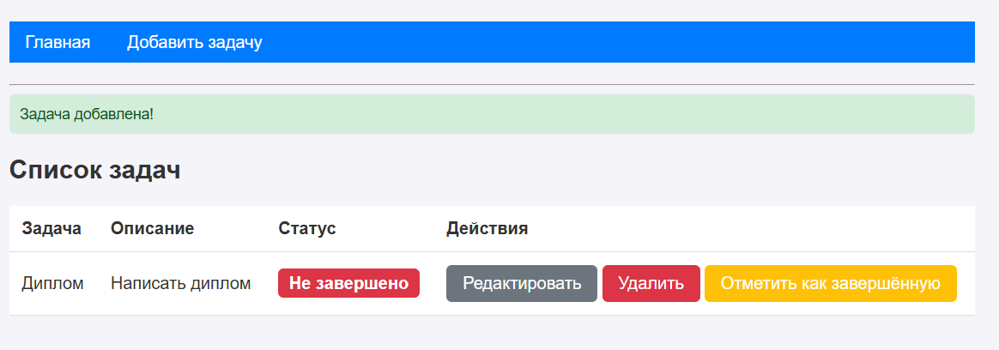 Главная Добавить задачу
Задача добавлена!
Список задач
Задача Описание Статус Действия
Диплом Написать диплом Не завершено Редактировать Удалить Отметить как завершённую